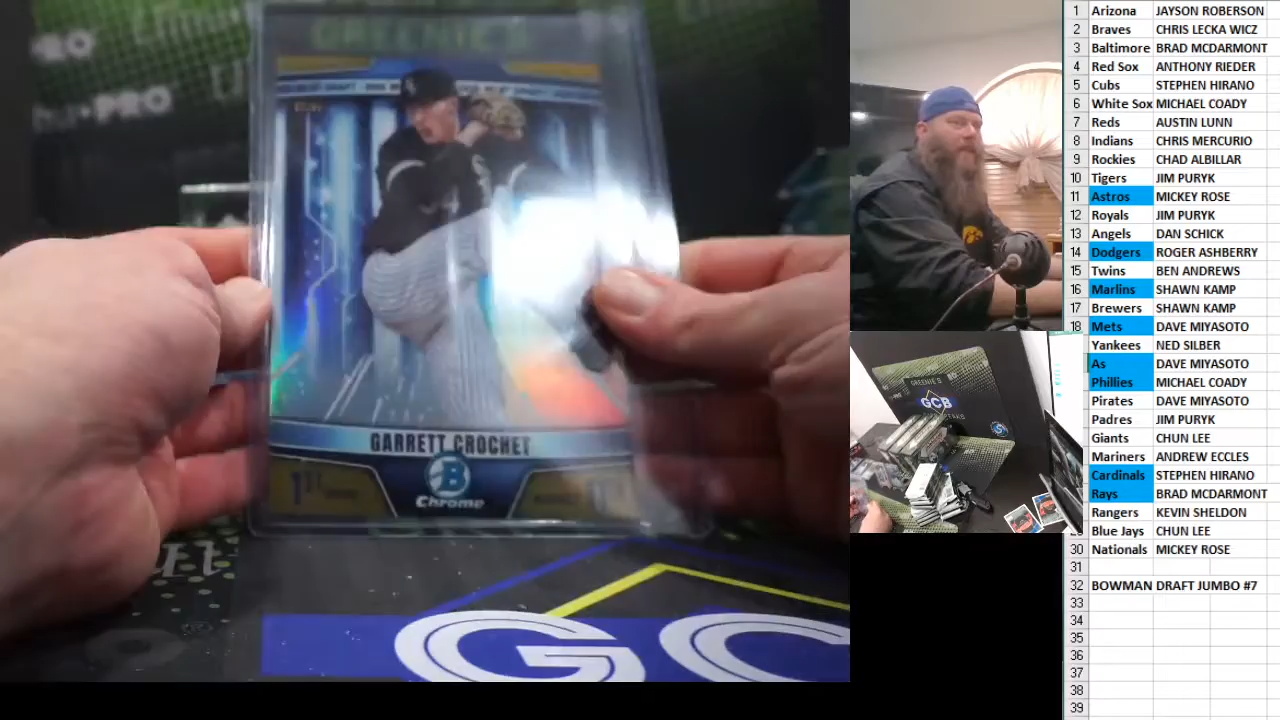 PRO
PRO
GARRETT CROCHET
1ST
B
Chrome
GC
GREENIE'S
GCB
1 Arizona JAYSON ROBERSON
2 Braves CHRIS LECKA WICZ
3 Baltimore BRAD MCDARMONT
4 Red Sox ANTHONY RIEDER
5 Cubs STEPHEN HIRANO
6 White Sox MICHAEL COADY
7 Reds AUSTIN LUNN
8 Indians CHRIS MERCURIO
9 Rockies CHAD ALBILLAR
10 Tigers JIM PURYK
11 Astros MICKEY ROSE
12 Royals JIM PURYK
13 Angels DAN SCHICK
14 Dodgers ROGER ASHBERRY
15 Twins BEN ANDREWS
16 Marlins SHAWN KAMP
17 Brewers SHAWN KAMP
18 Mets DAVE MIYASOTO
Yankees NED SILBER
As DAVE MIYASOTO
Phillies MICHAEL COADY
Pirates DAVE MIYASOTO
Padres JIM PURYK
Giants CHUN LEE
Mariners ANDREW ECCLES
Cardinals STEPHEN HIRANO
Rays BRAD MCDARMONT
Rangers KEVIN SHELDON
Blue Jays CHUN LEE
30 Nationals MICKEY ROSE
31
32 BOWMAN DRAFT JUMBO #7
33
34
35
36
37
38
39